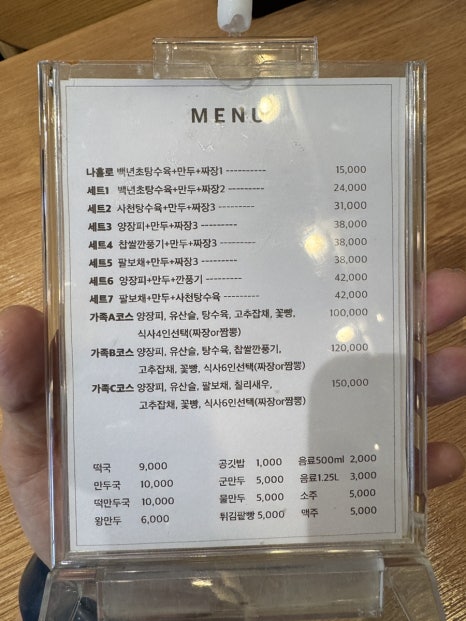 MENU
나홀로 백년초탕수육+만두+짜장1 ---------- 15,000
세트1 백년초탕수육+만두+짜장2 --------- 24,000
세트2 사천탕수육+만두+짜장3 --------- 31,000
세트3 양장피+만두+짜장3 --------- 38,000
세트4 찹쌀깐풍기+만두+짜장3 --------- 38,000
세트5 팔보채+만두+짜장3 --------- 38,000
세트6 양장피+만두+깐풍기 --------- 42,000
세트7 팔보채+만두+사천탕수육 --------- 42,000
가족A코스 양장피, 유산슬, 탕수육, 고추잡채, 꽃빵, 100,000
식사4인선택(짜장or짬뽕)
가족B코스 양장피, 유산슬, 탕수육, 찹쌀깐풍기, 120,000
고추잡채, 꽃빵, 식사6인선택(짜장or짬뽕)
가족C코스 양장피, 유산슬, 팔보채, 칠리새우, 150,000
고추잡채, 꽃빵, 식사6인선택(짜장or짬뽕)
떡국 9,000 공깃밥 1,000 음료500ml 2,000
만두국 10,000 군만두 5,000 음료1.25L 3,000
떡만두국 10,000 물만두 5,000 소주 5,000
왕만두 6,000 튀김팥빵 5,000 맥주 5,000